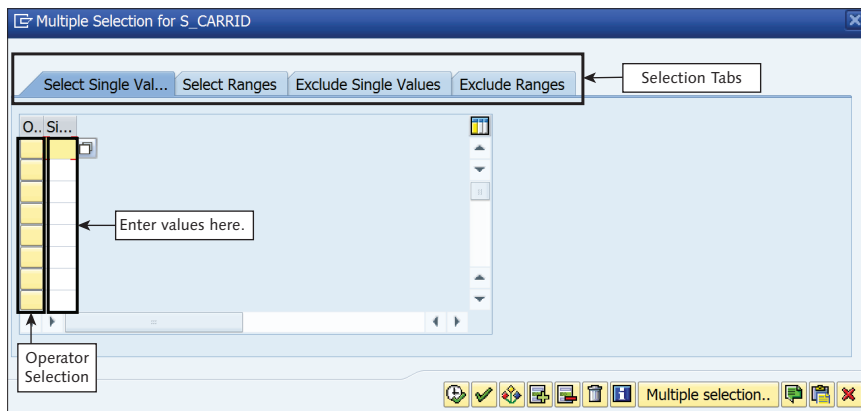 Multiple Selection for S_CARRID
Select Single Val... Select Ranges Exclude Single Values Exclude Ranges
Selection Tabs
O.. Si...
Enter values here.
Operator
Selection
Multiple selection..